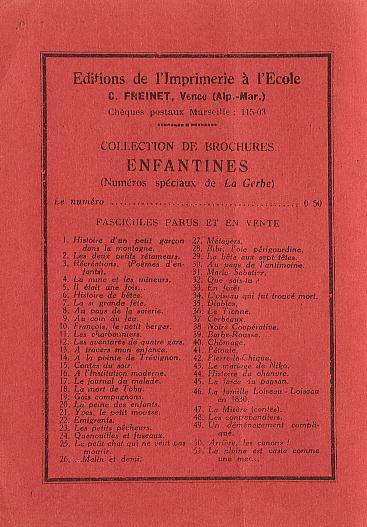 Editions de l'Imprimerie à l'Ecole
C. FREINET, Vence (Alp.-Mar.)
Chèques postaux Marseille : 115-03
COLLECTION DE BROCHURES
ENFANTINES
(Numéros spéciaux de La Gerbe)
Le numéro ........................................ 0 50
FASCICULES PARUS ET EN VENTE
1. Histoire d'un petit garçon
dans la montagne.
2. Les deux petits rétameurs.
3. Récréations. (Poèmes d'en-
fants).
4. La mine et les mineurs.
5. Il était une fois...
6. Histoire de bêtes.
7. La si grande fête.
8. Au pays de la soierie.
9. Au coin du feu.
10. François, le petit berger.
11. Les charbonniers.
12. Les aventures de quatre gars.
13. A travers mon enfance.
14. A la pointe de Trévignon.
15. Contes du soir.
16. A l'Institution moderne.
17. Le journal du malade.
18. La mort de Toby.
19. Gais compagnons.
20. La peine des enfants.
21. Yves, le petit mousse.
22. Emigrants.
23. Les petits pêcheurs.
24. Quenouilles et fuseaux.
25. Le petit chat qui ne veut pas
mourir.
26. ...Malin et demi.
27. Métayers.
28. Bibi, l'oie périgourdine.
29. La bête aux sept têtes.
30. Au pays de l'antimoine.
31. Maria Sabatier.
32. Que sais-tu ?
33. En forêt.
34. L'oiseau qui fut trouvé mort.
35. Diables.
36. Le Tienne.
37. Corbeaux.
38. Notre Coopérative.
39. Barbe-Rousse.
40. Chômage.
41. Pétoule.
42. Pierre-la-Chique.
43. Le mariage de Niko.
44. Histoire du chanvre.
45. La farce du paysan.
46. La famille Loiseau - Loiseau
en 1830.
47. La Misère (contes).
48. Les contrebandiers.
49. Un déménagement compli-
qué.
50. Arrière, les canons !
51. La plaine est vaste comme
une mer...